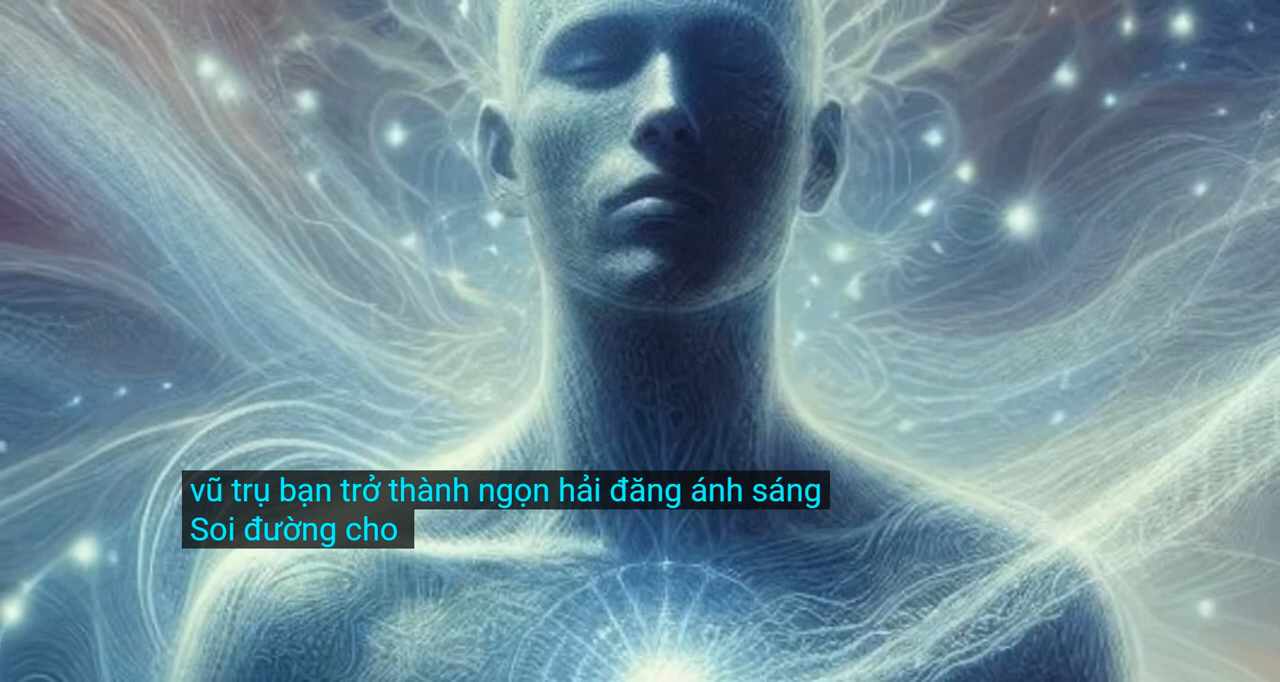 vũ trụ bạn trở thành ngọn hải đăng ánh sáng
Soi đường cho